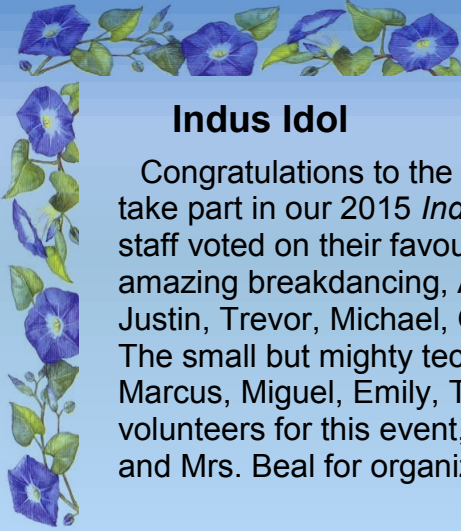 Indus Idol
Congratulations to the
take part in our 2015 Ind
staff voted on their favou
amazing breakdancing,
Justin, Trevor, Michael,
The small but mighty tec
Marcus, Miguel, Emily, T
volunteers for this event,
and Mrs. Beal for organiz